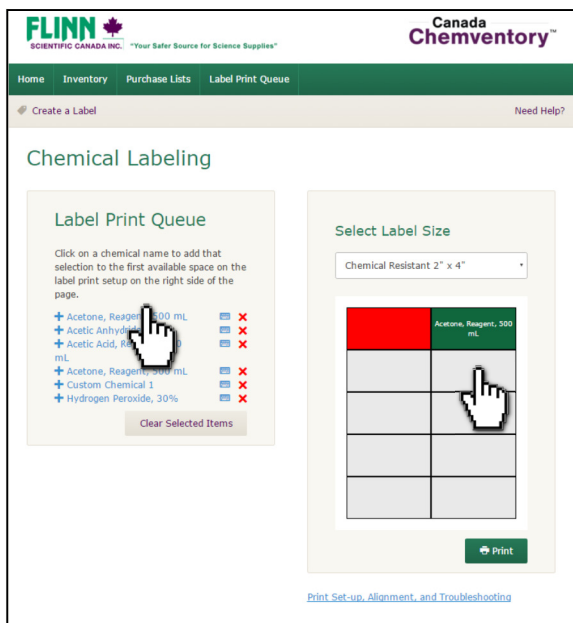 FLINN
SCIENTIFIC CANADA INC.
"Your Safer Source for Science Supplies"
Canada
Chemventory™
Home Inventory Purchase Lists Label Print Queue
Create a Label
Need Help?
Chemical Labeling
Label Print Queue
Click on a chemical name to add that
selection to the first available space on the
label print setup on the right side of the
page.
Acetone, Reagent, 500 mL
Acetic
Acetic Acid,
mL
Acetone, Reagent, 500 mL
Custom Chemical 1
Hydrogen Peroxide, 30%
Clear Selected Items
Select Label Size
Chemical Resistant 2" x 4"
Acetone, Reagent, 500
mL
Print
Print Set-up, Alignment, and Troubleshooting